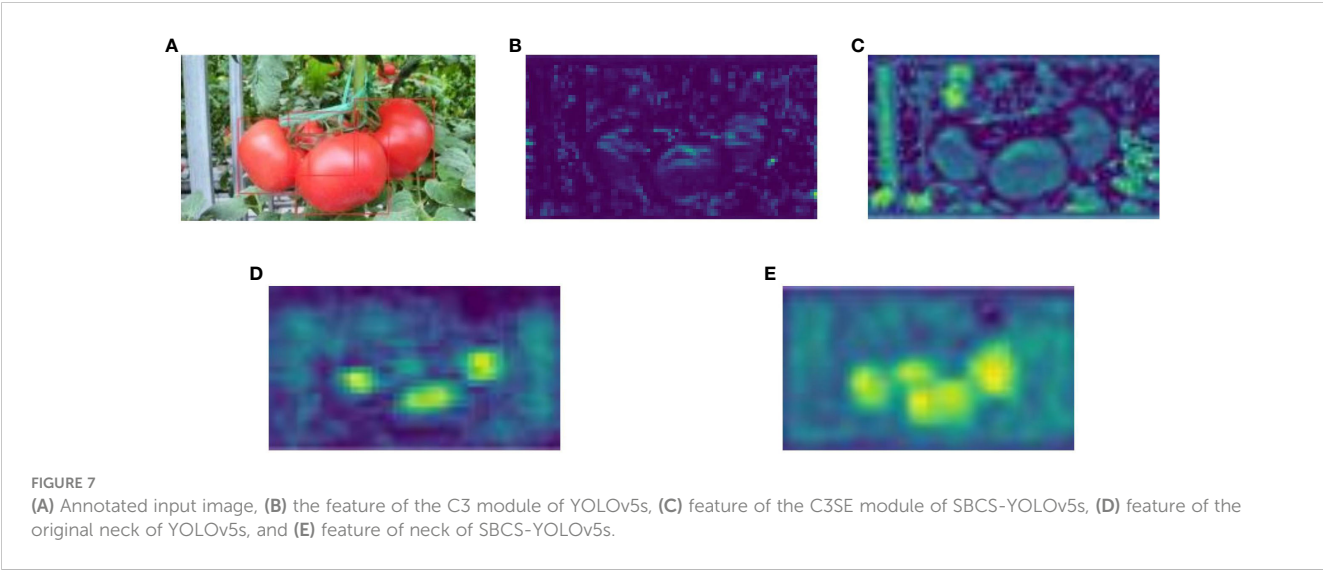 A
B
C
D
E
FIGURE 7
(A) Annotated input image, (B) the feature of the C3 module of YOLOv5s, (C) feature of the C3SE module of SBCS-YOLOv5s, (D) feature of the
original neck of YOLOv5s, and (E) feature of neck of SBCS-YOLOv5s.